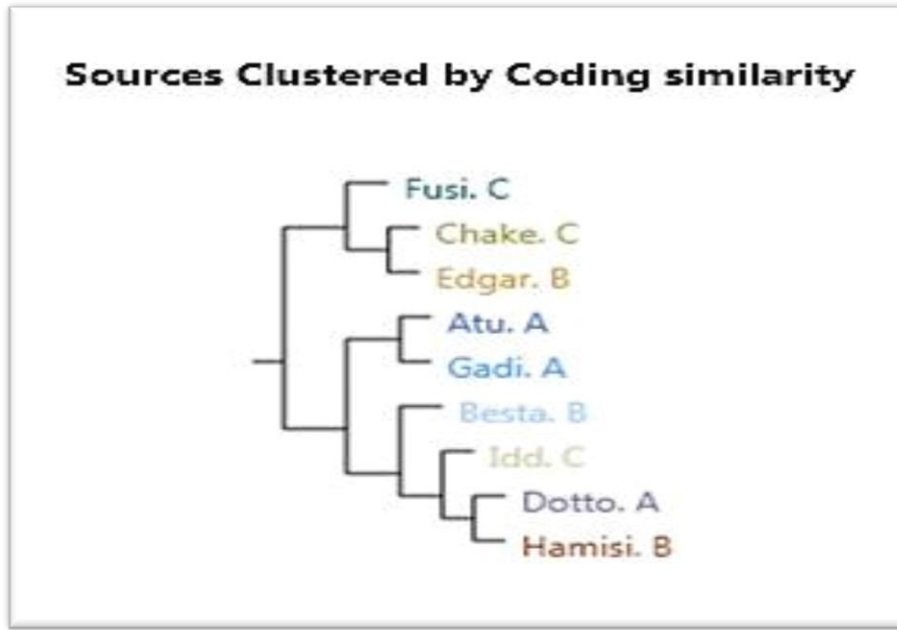 Sources Clustered by Coding similarity
Fusi. C
Chake. C
Edgar. B
Atu. A
Gadi. A
Besta. B
Idd. C
Dotto. A
Hamisi. B